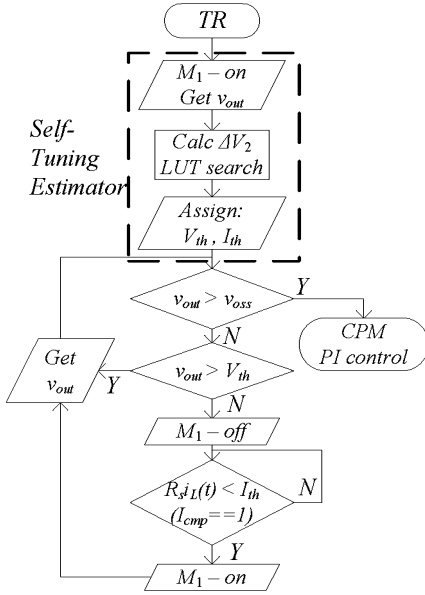 TR
M₁ – on
Get vout
Self-
Tuning
Estimator
Calc ΔV₂
LUT search
Assign:
Vth , Ith
vout > voss
Y
N
CPM
PI control
Get
vout
vout > Vth
Y
N
M₁ – off
RsiL(t) < Ith
(Icmp==1)
N
Y
M₁ – on